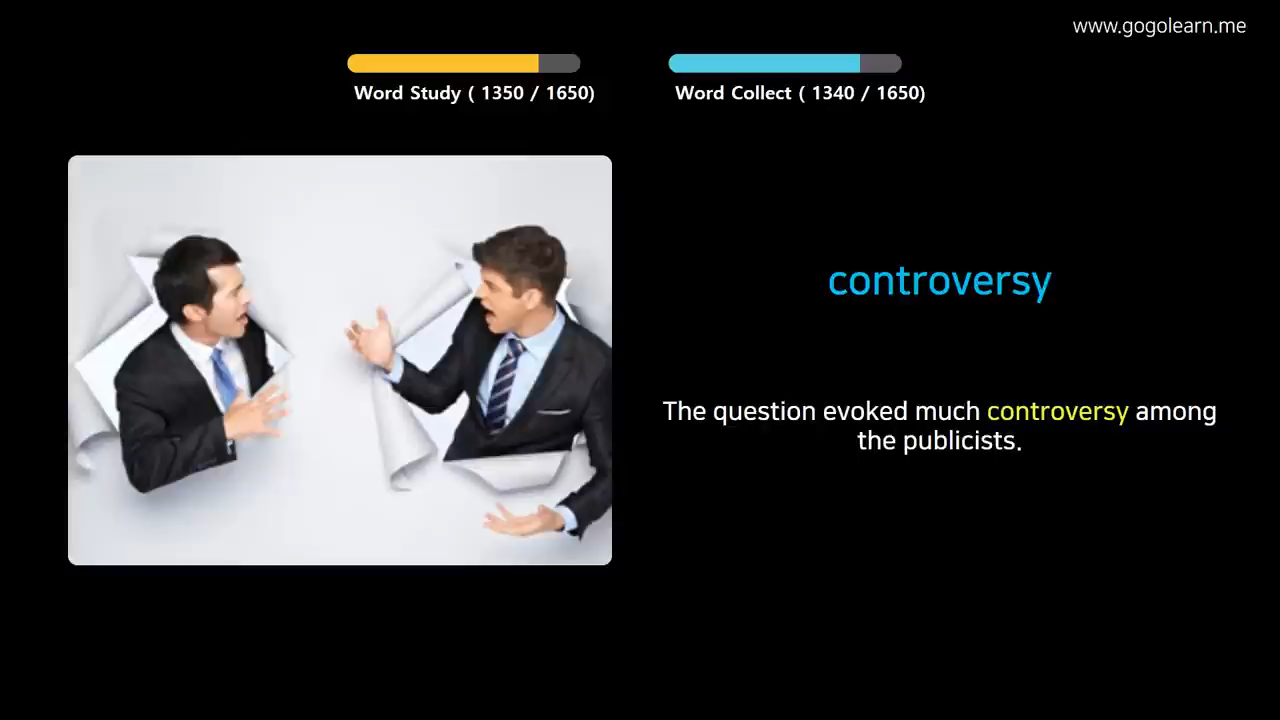 www.gogolearn.me
Word Study ( 1350 / 1650)
Word Collect ( 1340 / 1650)
controversy
The question evoked much controversy among
the publicists.